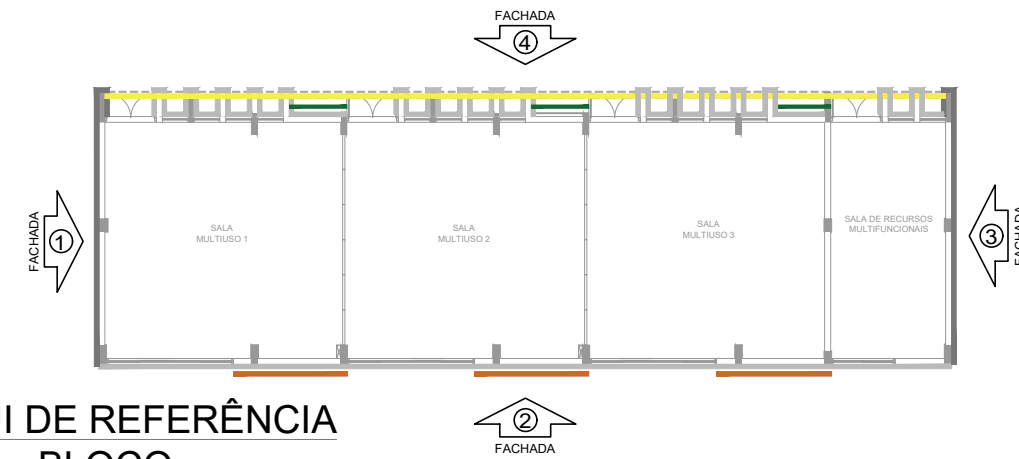 FACHADA
4
FACHADA
1
SALA
MULTIUSO 1
SALA
MULTIUSO 2
SALA
MULTIUSO 3
SALA DE RECURSOS
MULTIFUNCIONAIS
3
FACHADA
I DE REFERÊNCIA
BLOCO
2
FACHADA